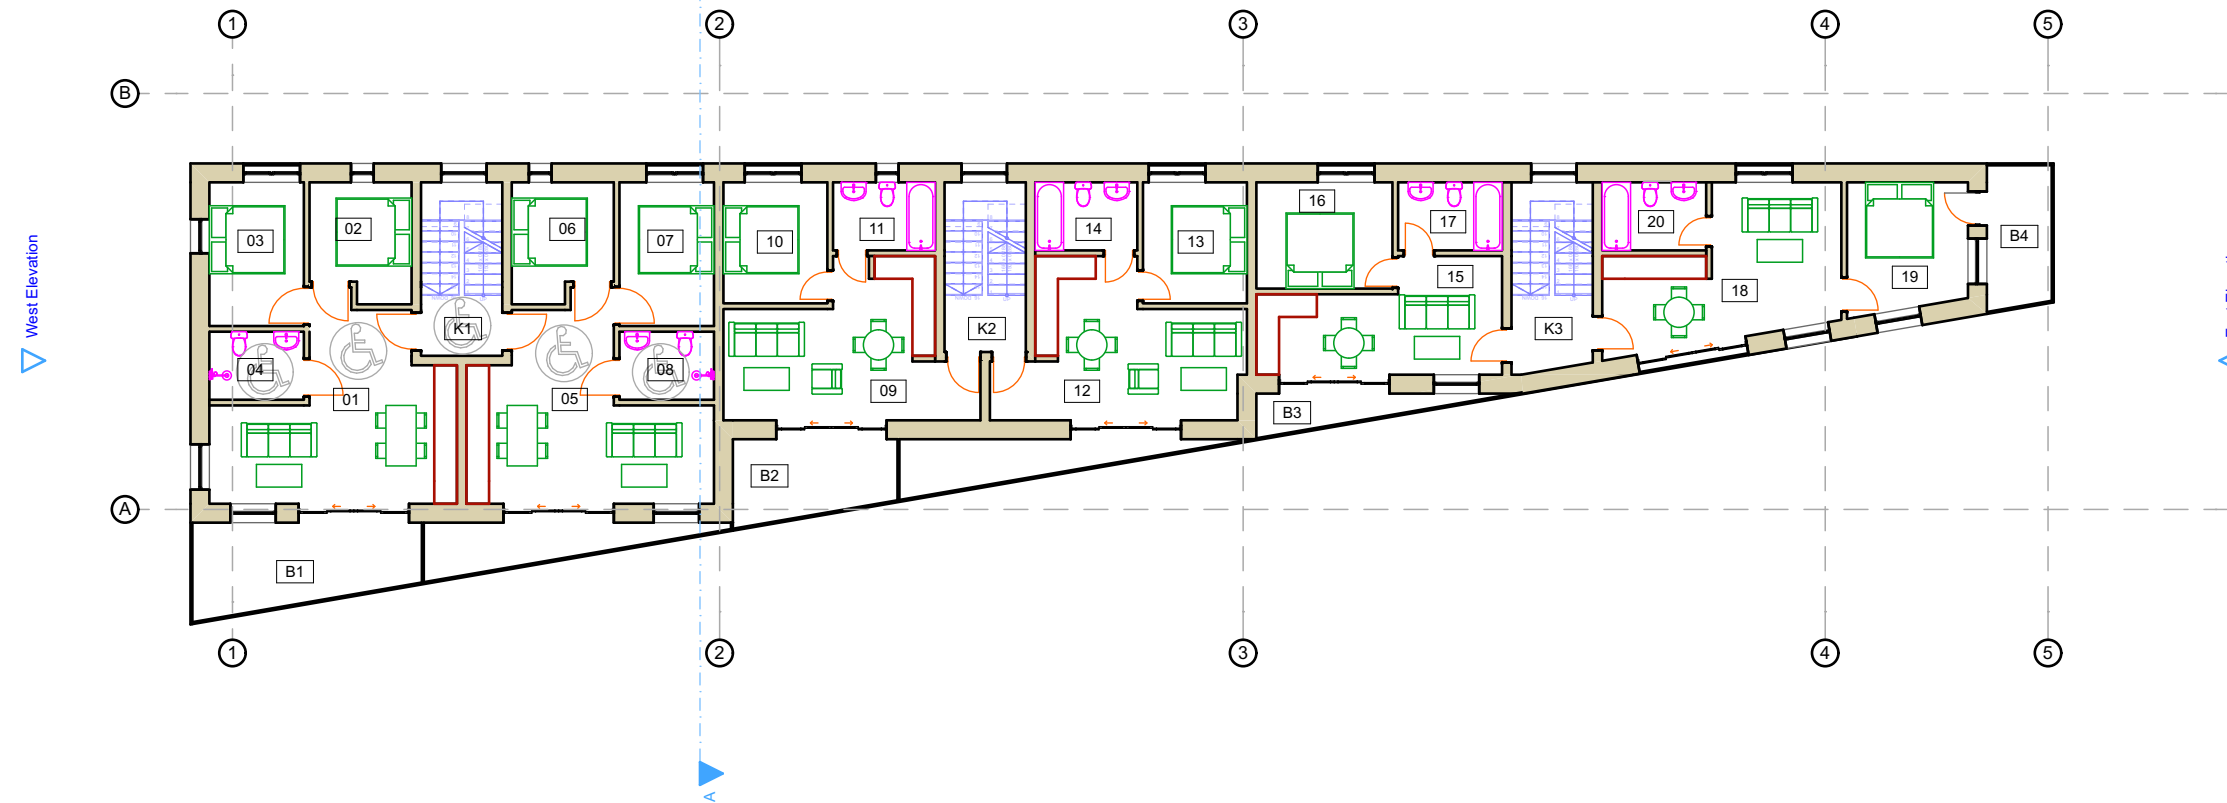 1 2 3 4 5
B
West Elevation
16
02 06 11 14 17 20
03 07 10 13 B4
15 19
18
K1 K2 K3
04 08
01 05 09 12
B3
B2
A
B1
1 2 3 4 5
A